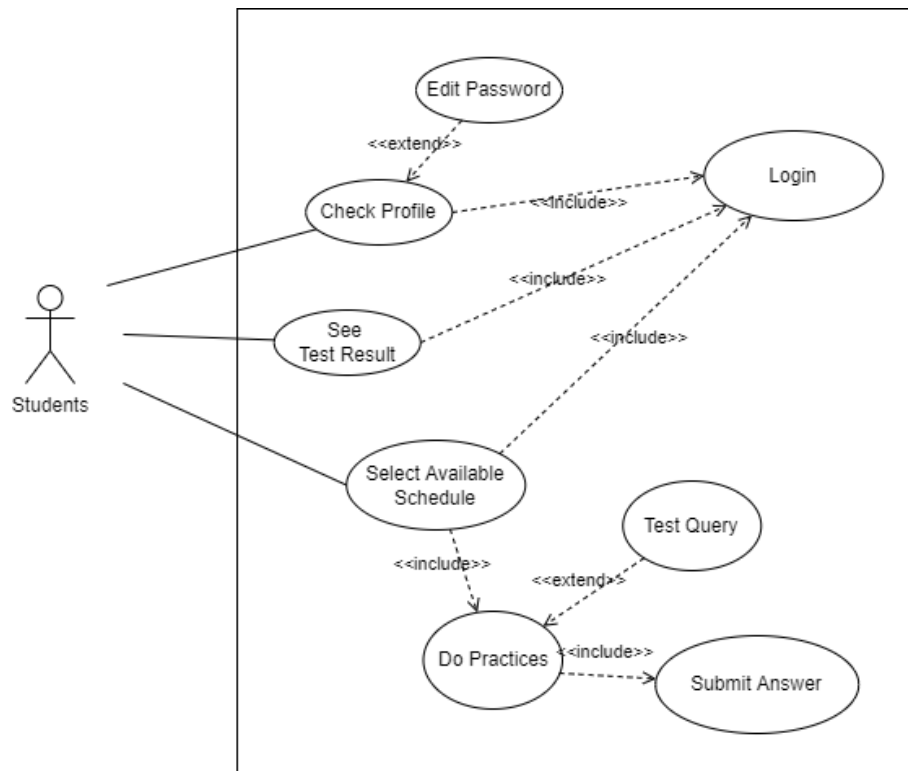 Edit Password
<<extend>>
Login
Check Profile
<<include>>
<<include>>
See
Test Result
<<include>>
Students
Select Available
Schedule
Test Query
<<include>>
<<extend>>
Do Practices
<<include>>
Submit Answer